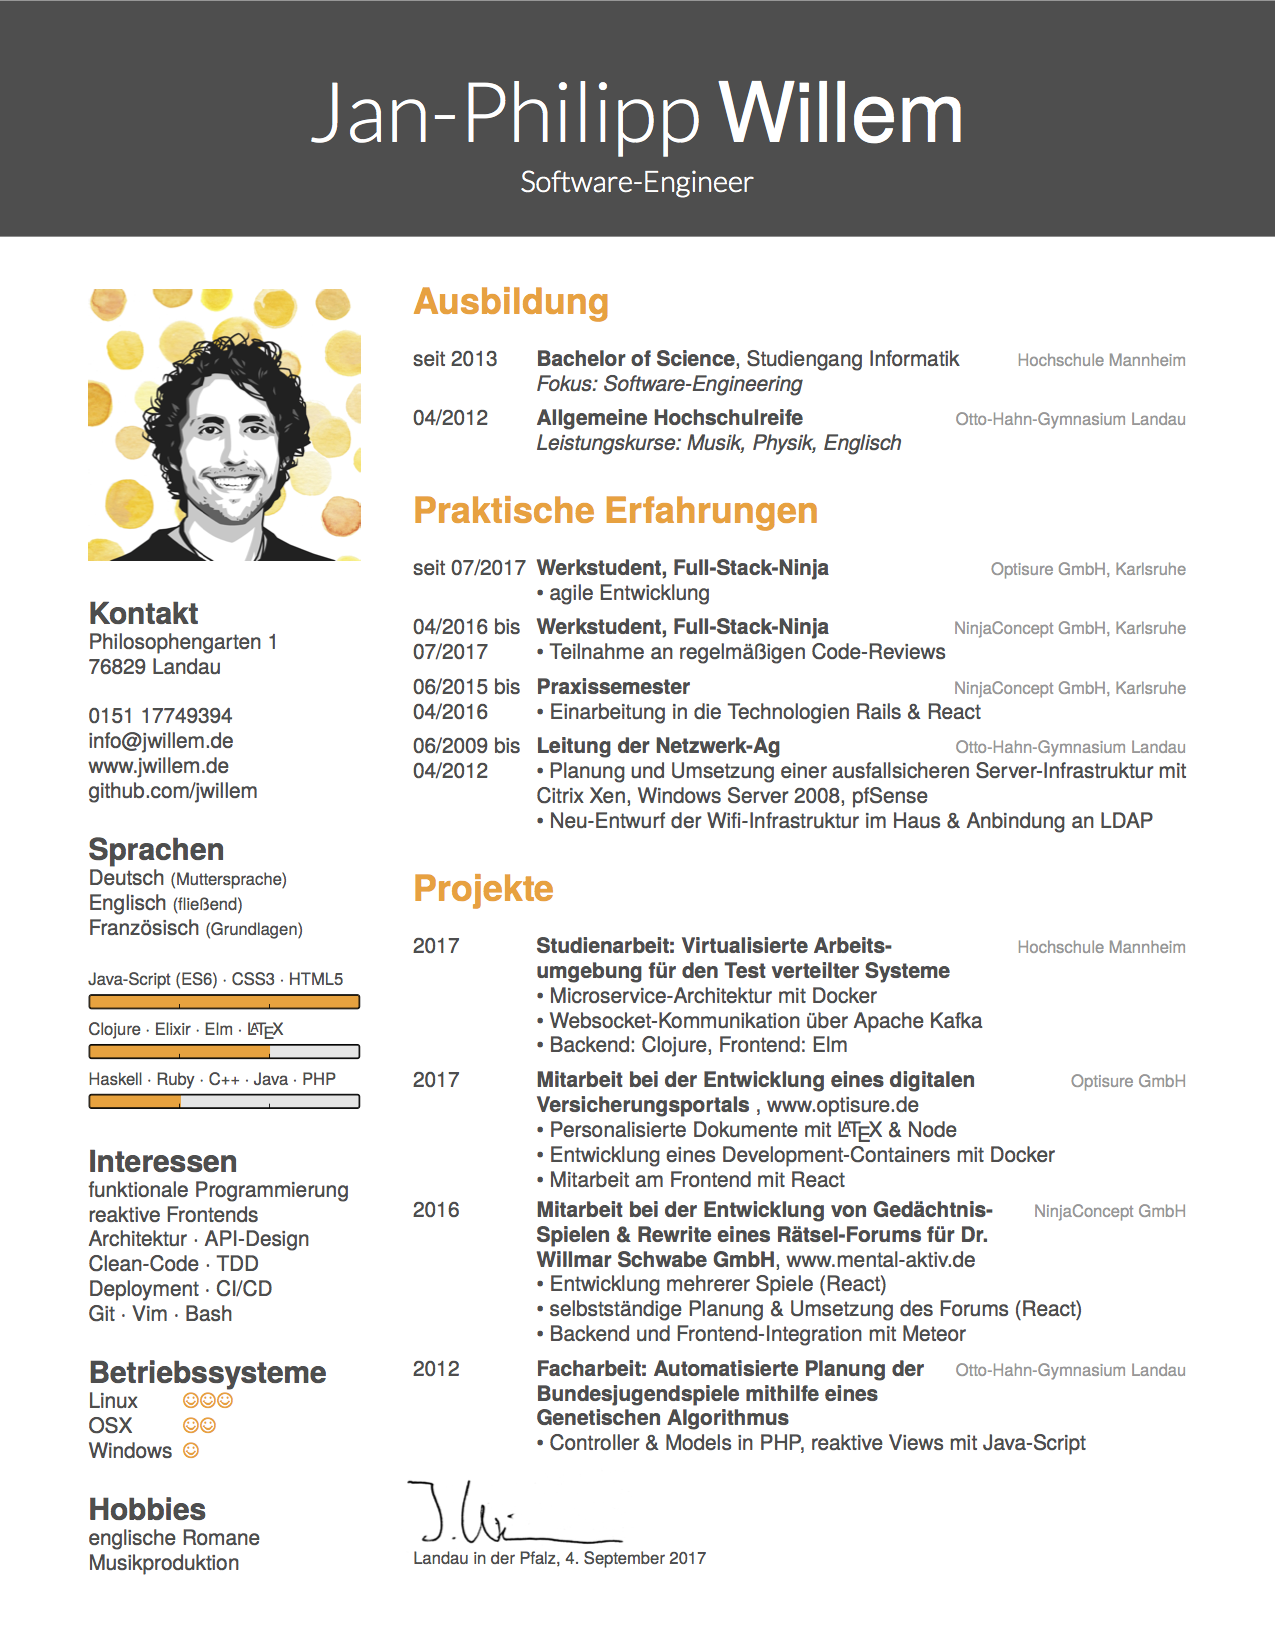 Jan-Philipp Willem
Software-Engineer
Kontakt
Philosophengarten 1
76829 Landau
0151 17749394
info@jwillem.de
www.jwillem.de
github.com/jwillem
Sprachen
Deutsch (Muttersprache)
Englisch (fließend)
Französisch (Grundlagen)
Java-Script (ES6) · CSS3 · HTML5
Clojure · Elixir · Elm · LATEX
Haskell · Ruby · C++ · Java · PHP
Interessen
funktionale Programmierung
reaktive Frontends
Architektur · API-Design
Clean-Code · TDD
Deployment · CI/CD
Git · Vim · Bash
Betriebssysteme
Linux
OSX
Windows
Hobbies
englische Romane
Musikproduktion
Ausbildung
seit 2013 Bachelor of Science, Studiengang Informatik Hochschule Mannheim
Fokus: Software-Engineering
04/2012 Allgemeine Hochschulreife Otto-Hahn-Gymnasium Landau
Leistungskurse: Musik, Physik, Englisch
Praktische Erfahrungen
seit 07/2017 Werkstudent, Full-Stack-Ninja Optisure GmbH, Karlsruhe
• agile Entwicklung
04/2016 bis Werkstudent, Full-Stack-Ninja NinjaConcept GmbH, Karlsruhe
07/2017 • Teilnahme an regelmäßigen Code-Reviews
06/2015 bis Praxissemester NinjaConcept GmbH, Karlsruhe
04/2016 • Einarbeitung in die Technologien Rails & React
06/2009 bis Leitung der Netzwerk-Ag Otto-Hahn-Gymnasium Landau
04/2012 • Planung und Umsetzung einer ausfallsicheren Server-Infrastruktur mit
Citrix Xen, Windows Server 2008, pfSense
• Neu-Entwurf der Wifi-Infrastruktur im Haus & Anbindung an LDAP
Projekte
2017 Studienarbeit: Virtualisierte Arbeits- Hochschule Mannheim
umgebung für den Test verteilter Systeme
• Microservice-Architektur mit Docker
• Websocket-Kommunikation über Apache Kafka
• Backend: Clojure, Frontend: Elm
2017 Mitarbeit bei der Entwicklung eines digitalen Optisure GmbH
Versicherungsportals , www.optisure.de
• Personalisierte Dokumente mit LATEX & Node
• Entwicklung eines Development-Containers mit Docker
• Mitarbeit am Frontend mit React
2016 Mitarbeit bei der Entwicklung von Gedächtnis- NinjaConcept GmbH
Spielen & Rewrite eines Rätsel-Forums für Dr.
Willmar Schwabe GmbH, www.mental-aktiv.de
• Entwicklung mehrerer Spiele (React)
• selbstständige Planung & Umsetzung des Forums (React)
• Backend und Frontend-Integration mit Meteor
2012 Facharbeit: Automatisierte Planung der Otto-Hahn-Gymnasium Landau
Bundesjugendspiele mithilfe eines
Genetischen Algorithmus
• Controller & Models in PHP, reaktive Views mit Java-Script
J. Wi
Landau in der Pfalz, 4. September 2017